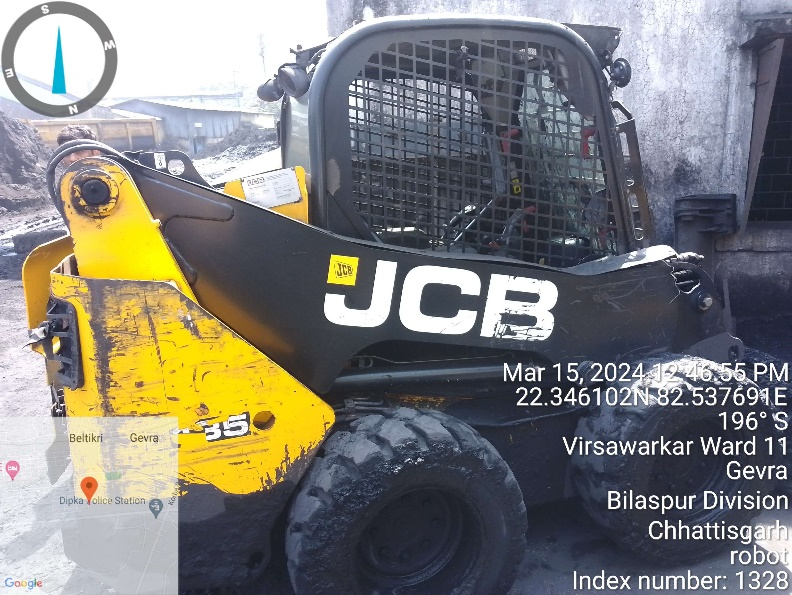 W
E
N
JCB
JCB
Mar 15, 2024 12:46:55 PM
22.346102N 82.537691E
196° S
Virsawarkar Ward 11
Gevra
Bilaspur Division
Chhattisgarh
robot
Index number: 1328
Beltikri Gevra
Dipka Police Station
Google